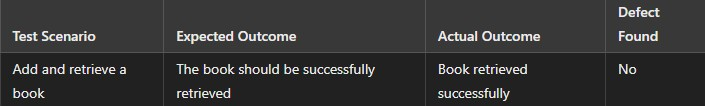 Test Scenario Expected Outcome Actual Outcome Defect Found
Add and retrieve a book The book should be successfully retrieved Book retrieved successfully No